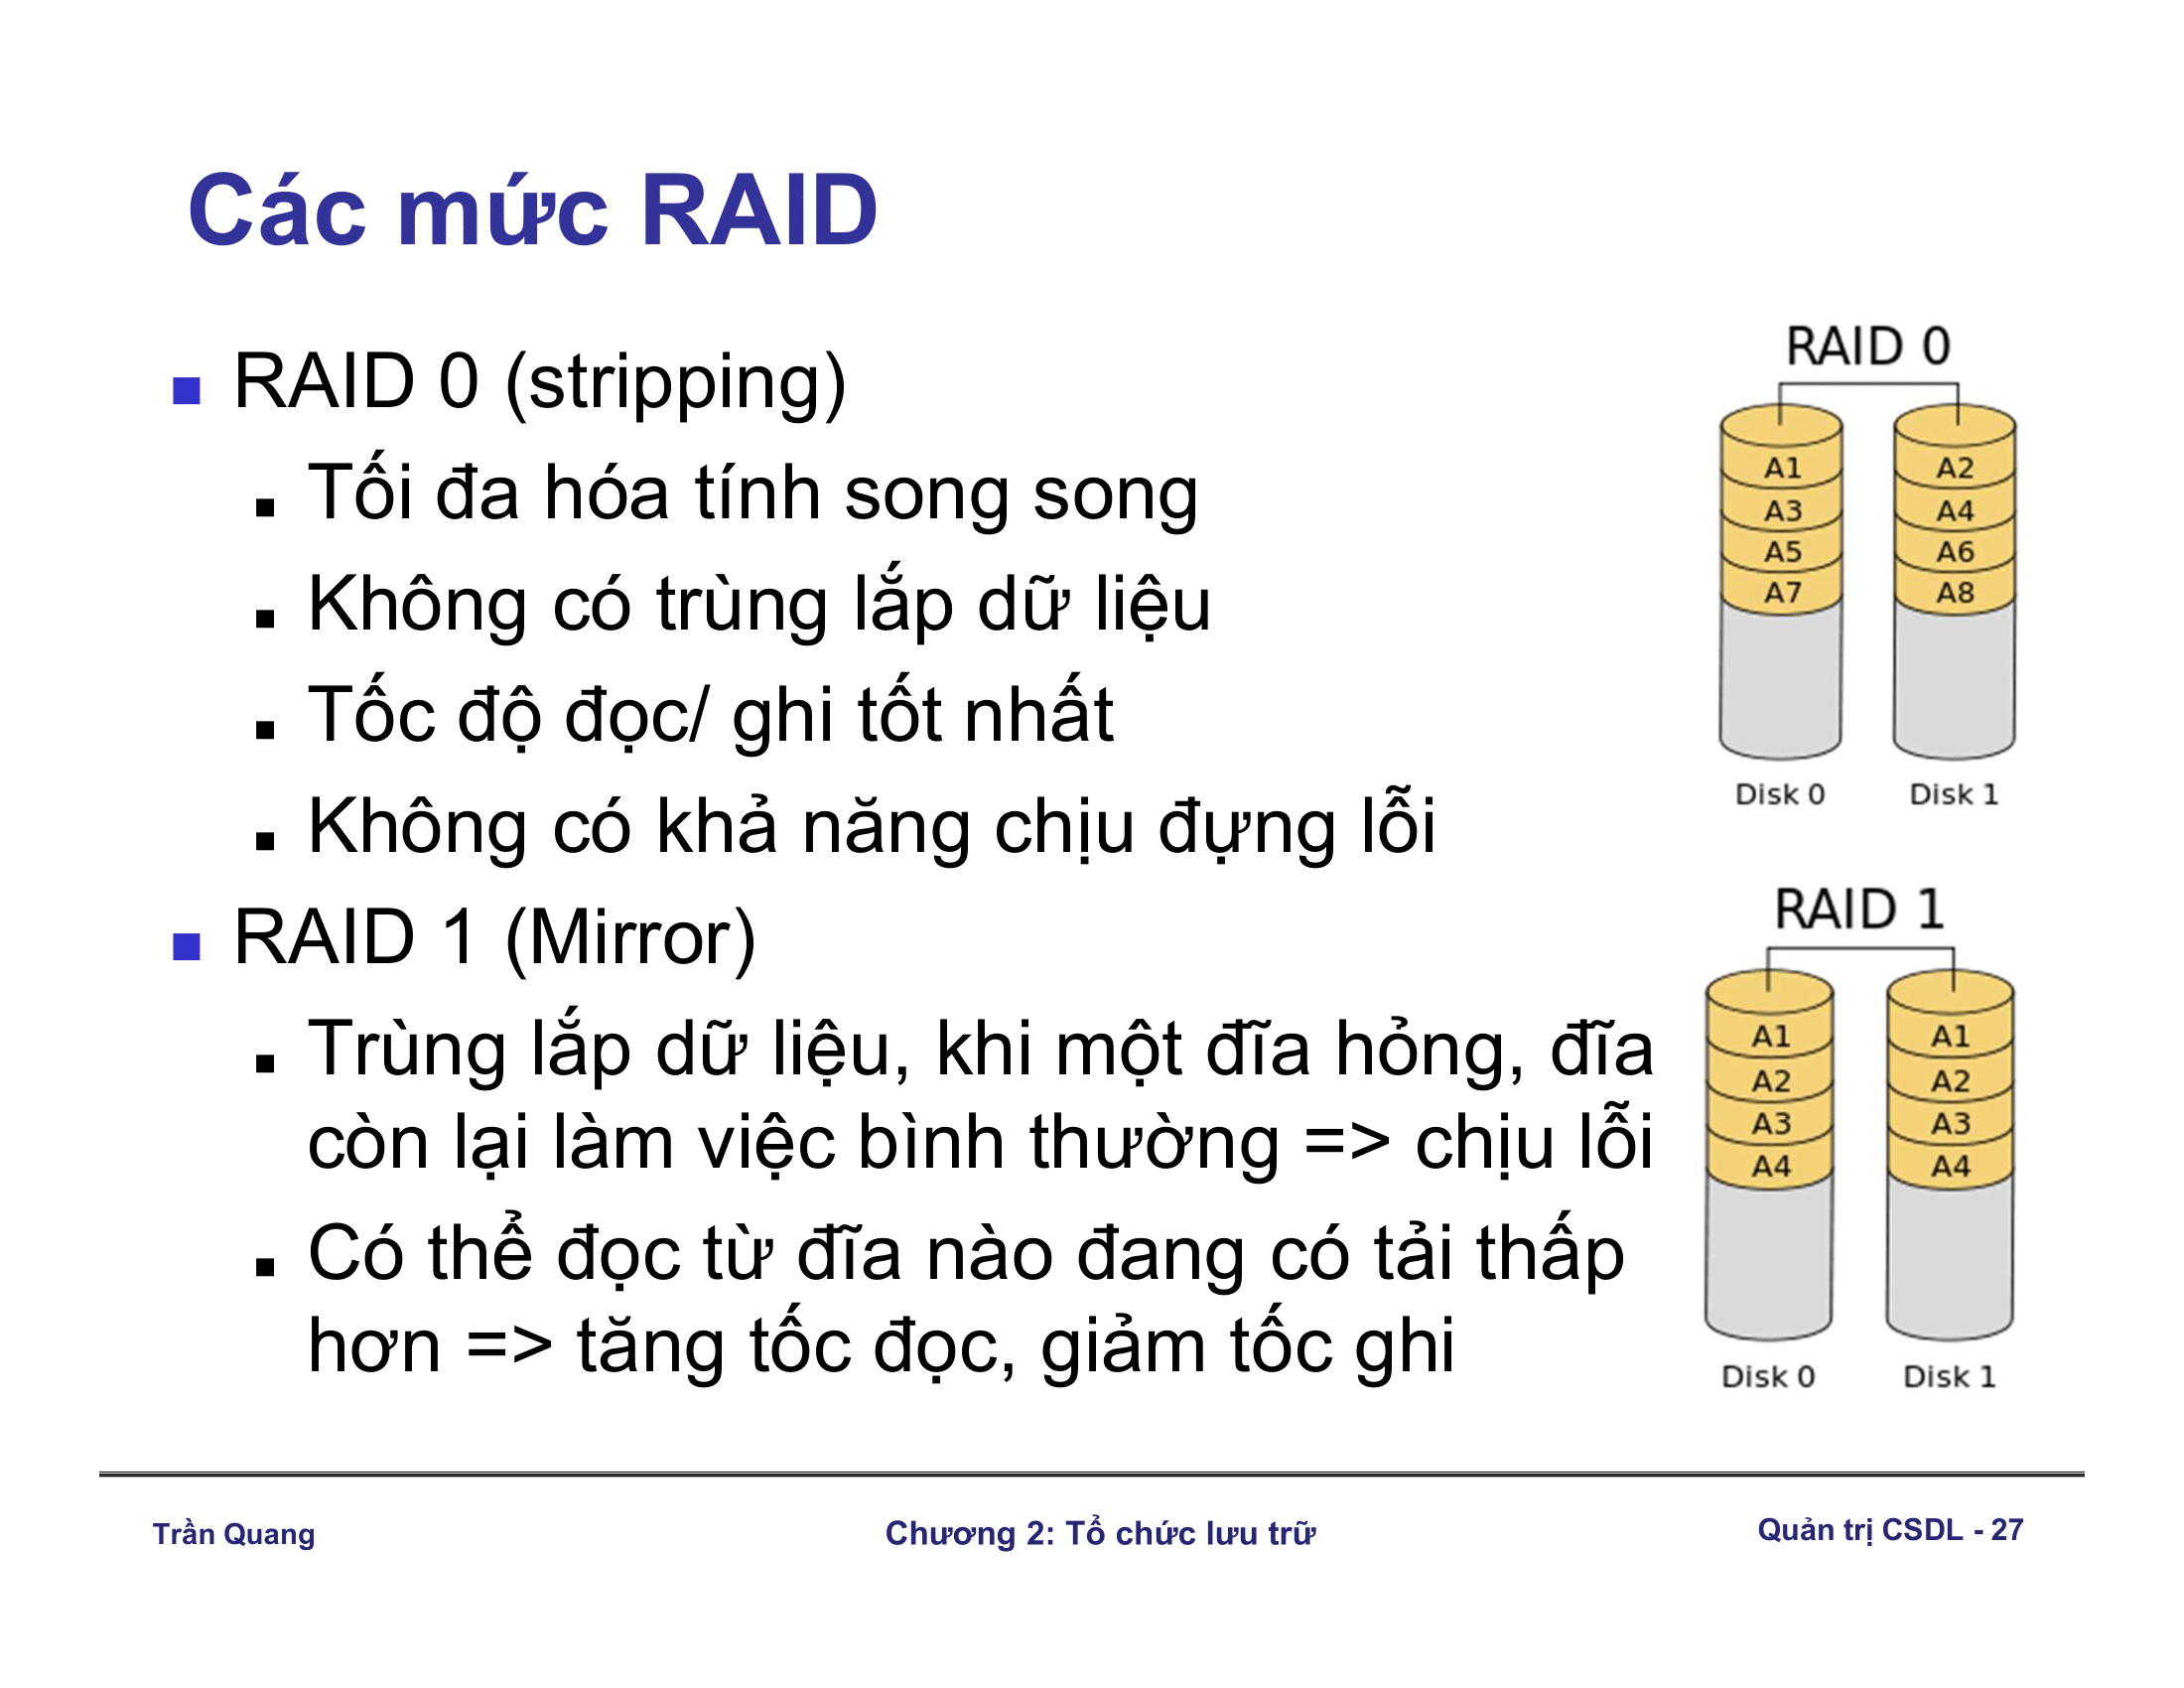 Các mức RAID
RAID 0 (stripping)
Tối đa hóa tính song song
Không có trùng lắp dữ liệu
Tốc độ đọc/ ghi tốt nhất
Không có khả năng chịu đựng lỗi
RAID 1 (Mirror)
Trùng lắp dữ liệu, khi một đĩa hỏng, đĩa
còn lại làm việc bình thường => chịu lỗi
Có thể đọc từ đĩa nào đang có tải thấp
hơn => tăng tốc đọc, giảm tốc ghi
RAID 0
A1 A2
A3 A4
A5 A6
A7 A8
Disk 0 Disk 1
RAID 1
A1 A1
A2 A2
A3 A3
A4 A4
Disk 0 Disk 1
Trần Quang
Chương 2: Tổ chức lưu trữ
Quản trị CSDL - 27